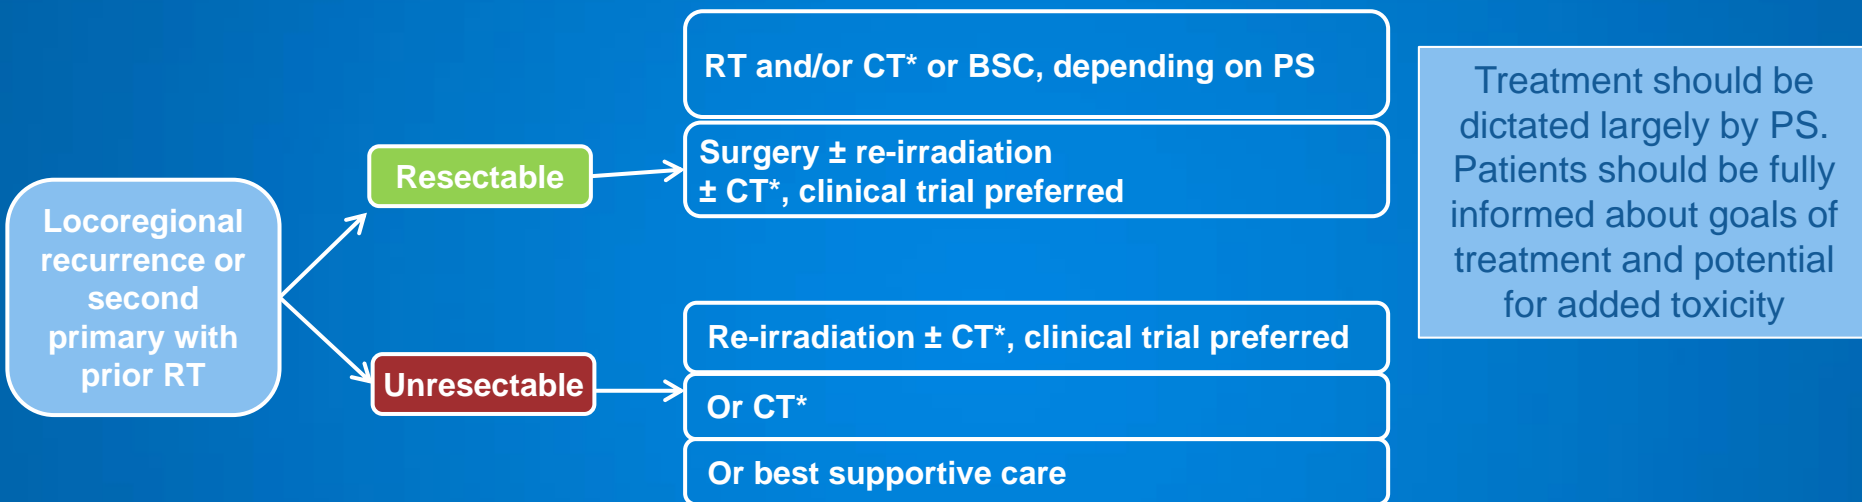 Locoregional
recurrence or
second
primary with
prior RT
Resectable
RT and/or CT* or BSC, depending on PS
Surgery ± re-irradiation
± CT*, clinical trial preferred
Unresectable
Re-irradiation ± CT*, clinical trial preferred
Or CT*
Or best supportive care
Treatment should be
dictated largely by PS.
Patients should be fully
informed about goals of
treatment and potential
for added toxicity